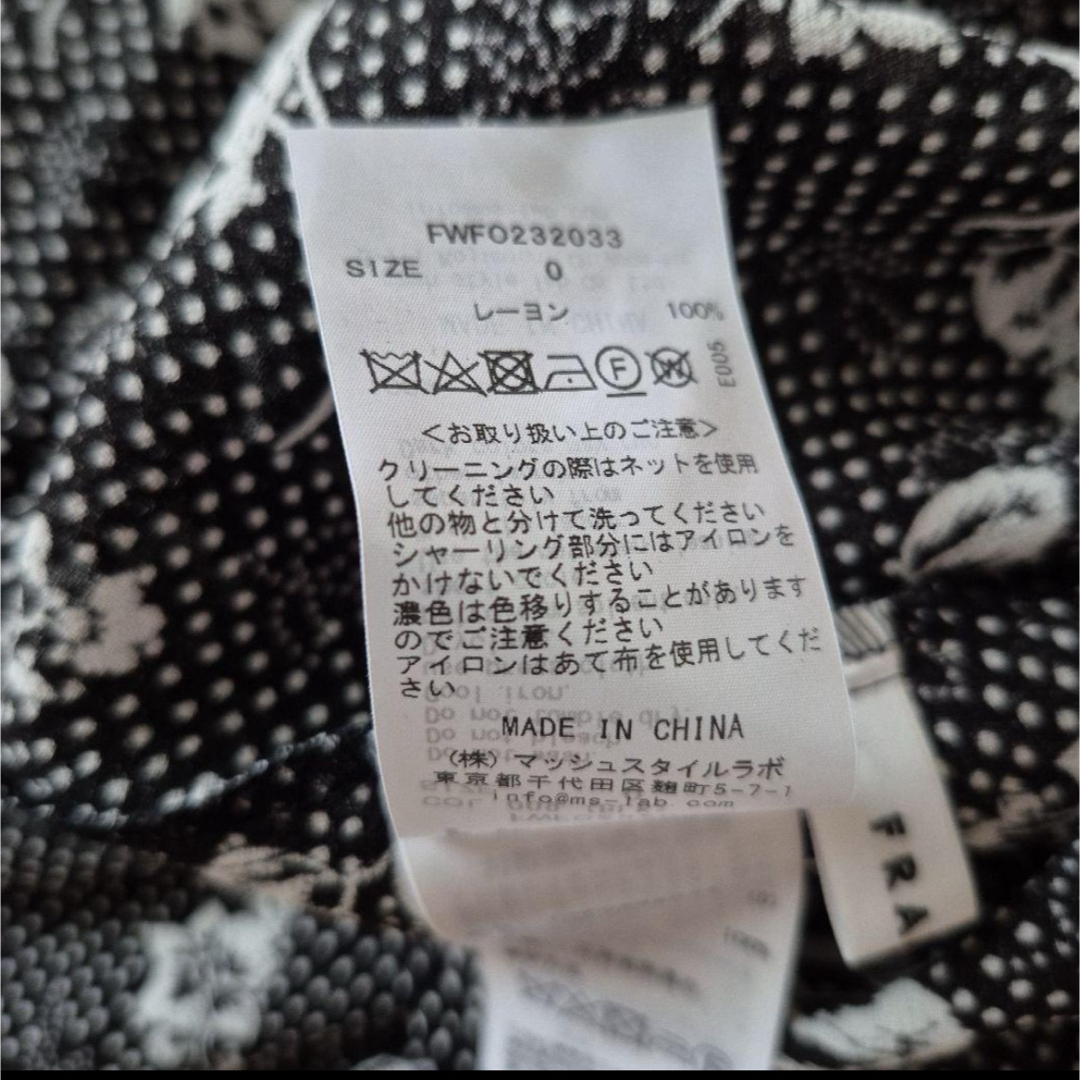 FWFO232033
SIZE 0
レーヨン 100%
F W
E005
<お取り扱い上のご注意>
クリーニングの際はネットを使用
してください
他の物と分けて洗ってください
シャーリング部分にはアイロンを
かけないでください
濃色は色移りすることがあります
のでご注意ください
アイロンはあて布を使用してくだ
さい
MADE IN CHINA
(株)マッシュスタイルラボ
東京都千代田区麹町5-7-1
info@ms-lab.com
FRA